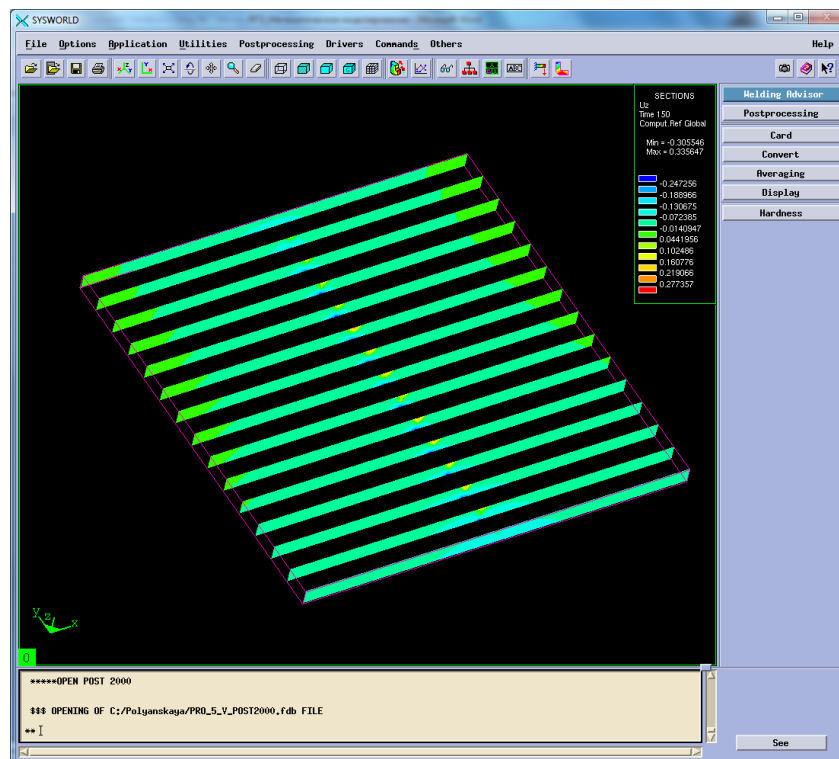 SYSWORLD
File Options Application Utilities Postprocessing Drivers Commands Others Help
ABC
SECTIONS
Uz
Time 150
Comput.Ref Global
Min = -0.305546
Max = 0.335647
-0.247256
-0.188966
-0.130675
-0.072385
-0.0140947
0.0441956
0.102486
0.160776
0.219066
0.277357
Welding Advisor
Postprocessing
Card
Convert
Averaging
Display
Hardness
y z x
0
*****OPEN POST 2000
$$$ OPENING OF C:/Polyanskaya/PRO_5_V_POST2000.fdb FILE
**
See